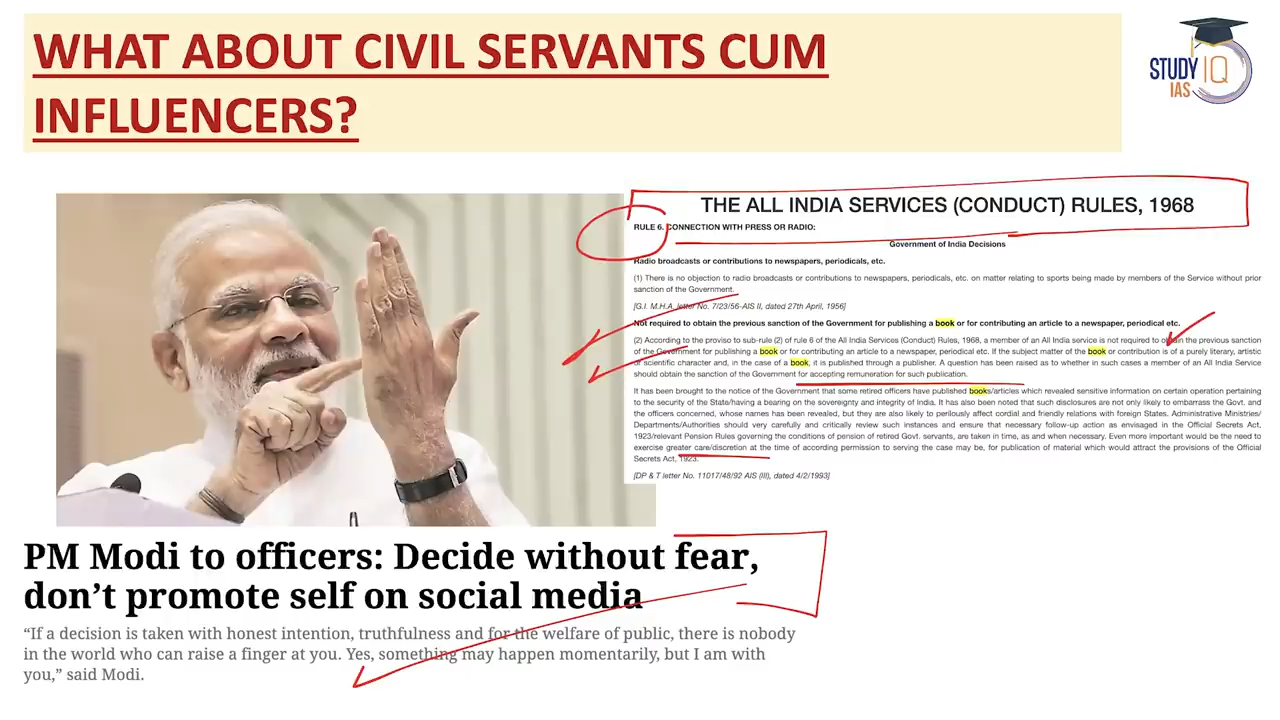 WHAT ABOUT CIVIL SERVANTS CUM
INFLUENCERS?
STUDY IQ
IAS
THE ALL INDIA SERVICES (CONDUCT) RULES, 1968
RULE 6. CONNECTION WITH PRESS OR RADIO:
Government of India Decisions
Radio broadcasts or contributions to newspapers, periodicals, etc.
(1) There is no objection to radio broadcasts or contributions to newspapers, periodicals, etc. on matter relating to sports being made by members of the Service without prior
sanction of the Government.
[G.I. M.H.A. letter No. 7/23/56-AIS II, dated 27th April, 1956]
Not required to obtain the previous sanction of the Government for publishing a book or for contributing an article to a newspaper, periodical etc.
(2) According to the proviso to sub-rule (2) of rule 6 of the All India Services (Conduct) Rules, 1968, a member of an All India service is not required to obtain the previous sanction
of the Government for publishing a book or for contributing an article to a newspaper, periodical etc. If the subject matter of the book or contribution is of a purely literary, artistic
or scientific character and, in the case of a book, it is published through a publisher. A question has been raised as to whether in such cases a member of an All India Service
should obtain the sanction of the Government for accepting remuneration for such publication.
It has been brought to the notice of the Government that some retired officers have published books/articles which revealed sensitive information on certain operation pertaining
to the security of the State/having a bearing on the sovereignty and integrity of India. It has also been noted that such disclosures are not only likely to embarrass the Govt. and
the officers concerned, whose names has been revealed, but they are also likely to perilously affect cordial and friendly relations with foreign States. Administrative Ministries/
Departments/Authorities should very carefully and critically review such instances and ensure that necessary follow-up action as envisaged in the Official Secrets Act,
1923/relevant Pension Rules governing the conditions of pension of retired Govt. servants, are taken in time, as and when necessary. Even more important would be the need to
exercise greater care/discretion at the time of according permission to serving the case may be, for publication of material which would attract the provisions of the Official
Secrets Act, 1923.
[DP & T letter No. 11017/48/92 AIS (III), dated 4/2/1993]
PM Modi to officers: Decide without fear,
don’t promote self on social media
“If a decision is taken with honest intention, truthfulness and for the welfare of public, there is nobody
in the world who can raise a finger at you. Yes, something may happen momentarily, but I am with
you,” said Modi.